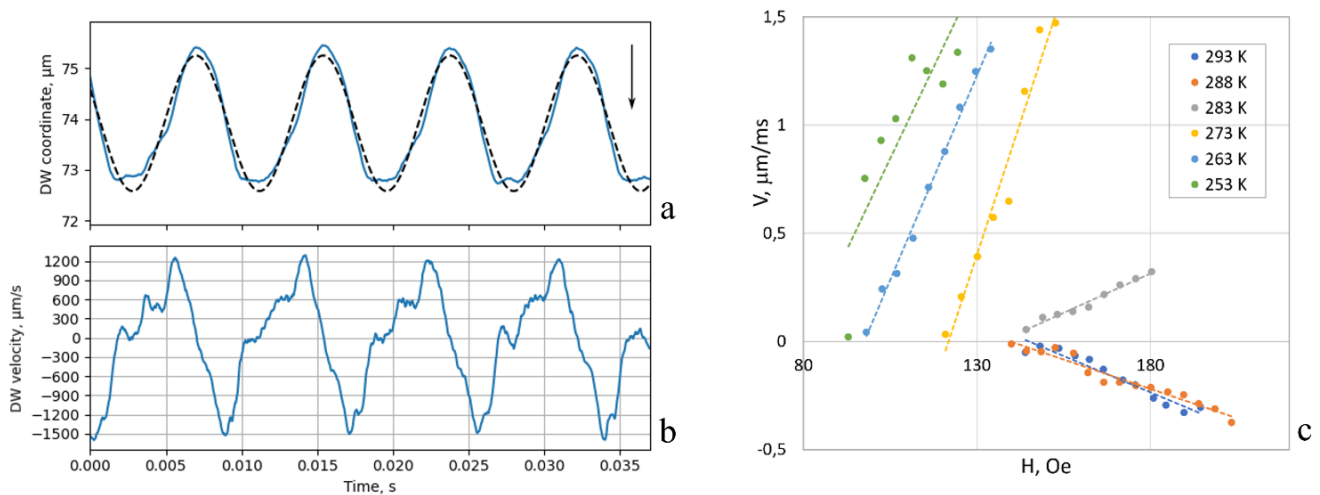 DW coordinate, µm
75
74
73
72
a
DW velocity, µm/s
1200
900
600
300
0
−300
−600
−900
−1200
−1500
b
0.000 0.005 0.010 0.015 0.020 0.025 0.030 0.035
Time, s
V, µm/ms
1,5
1
0,5
0
-0,5
80 130 180
H, Oe
293 K
288 K
283 K
273 K
263 K
253 K
c